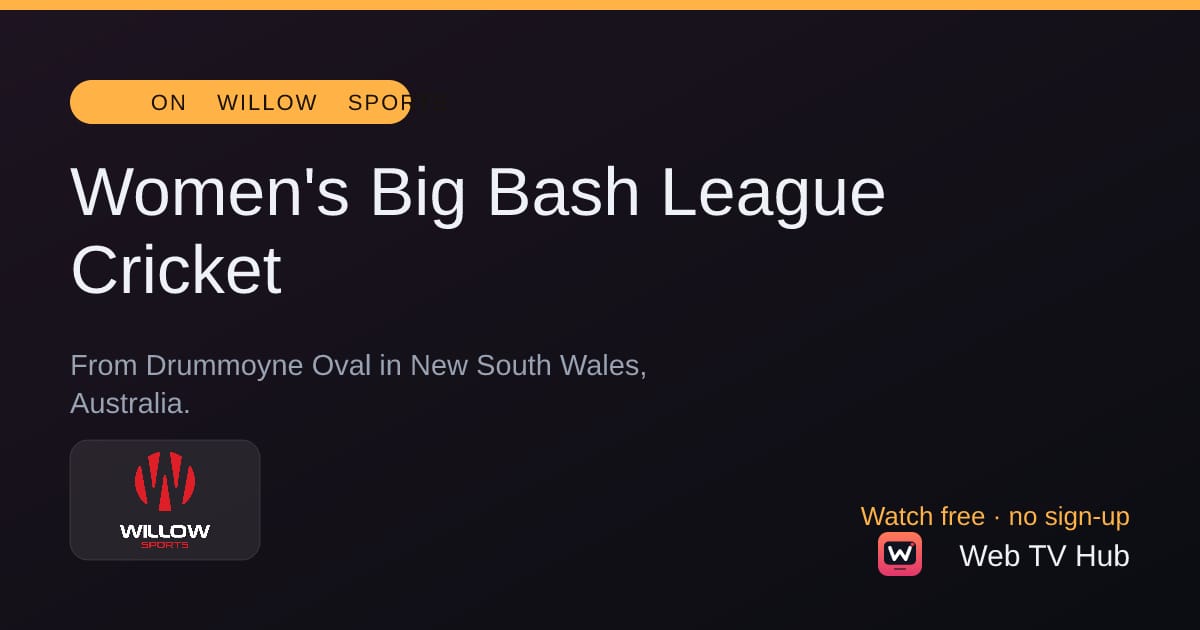 ON WILLOW SPORTS
Women's Big Bash League
Cricket
From Drummoyne Oval in New South Wales,
Australia.
WILLOW
SPORTS
Watch free · no sign-up
W
Web TV Hub